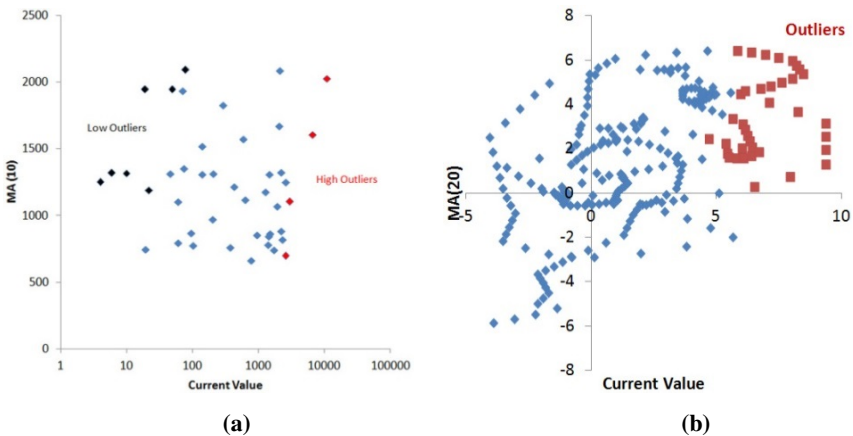 2500
2000
1500
1000
500
0
MA (10)
Low Outliers
High Outliers
1 10 100 1000 10000 100000
Current Value
(a)
8
6
4
2
0
-2
-4
-6
-8
MA(20)
Outliers
-5 0 5 10
Current Value
(b)